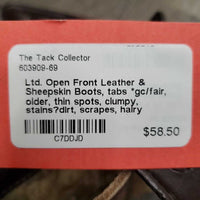 The Tack Collector
603909-69
Ltd. Open Front Leather &
Sheepskin Boots, tabs *gc/fair,
older, thin spots, clumpy,
stains?dirt, scrapes, hairy
C7DDJD
$58.50